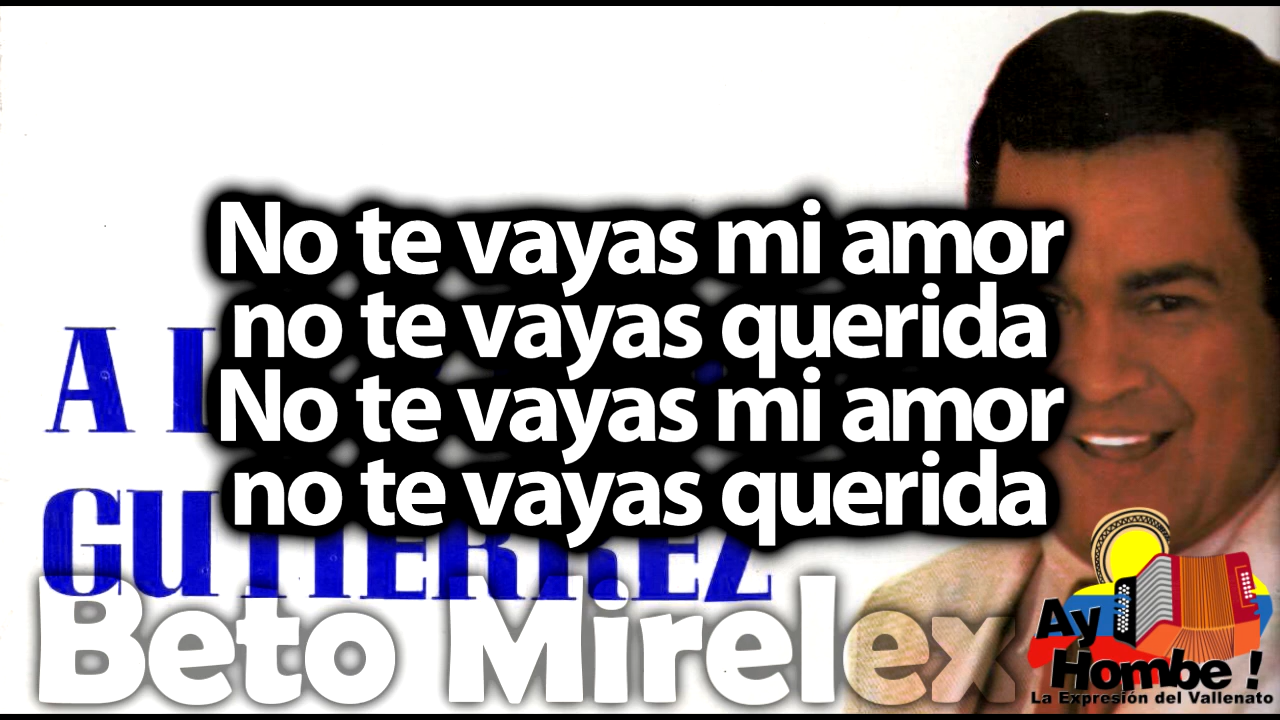 No te vayas mi amor
no te vayas querida
No te vayas mi amor
no te vayas querida
GUTIERREZ
Beto Mirelex
Ay
Hombe !
La Expresión del Vallenato